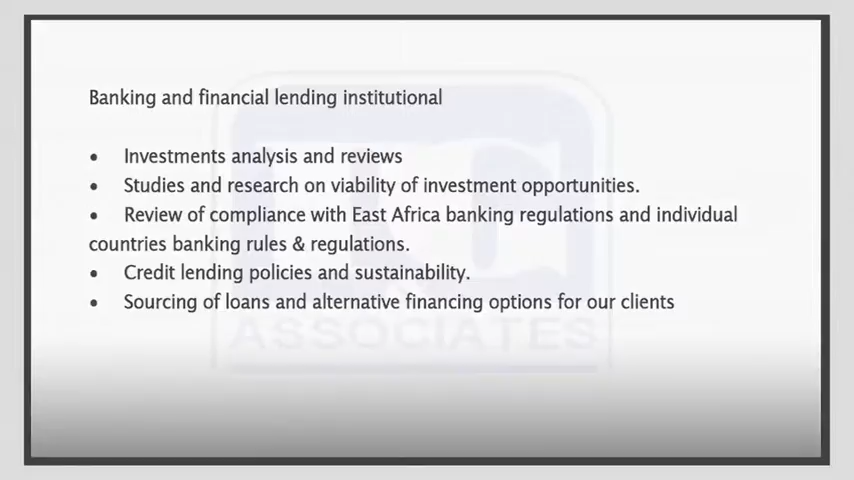 Banking and financial lending institutional
• Investments analysis and reviews
• Studies and research on viability of investment opportunities.
• Review of compliance with East Africa banking regulations and individual
countries banking rules & regulations.
• Credit lending policies and sustainability.
• Sourcing of loans and alternative financing options for our clients
ASSOCIATES